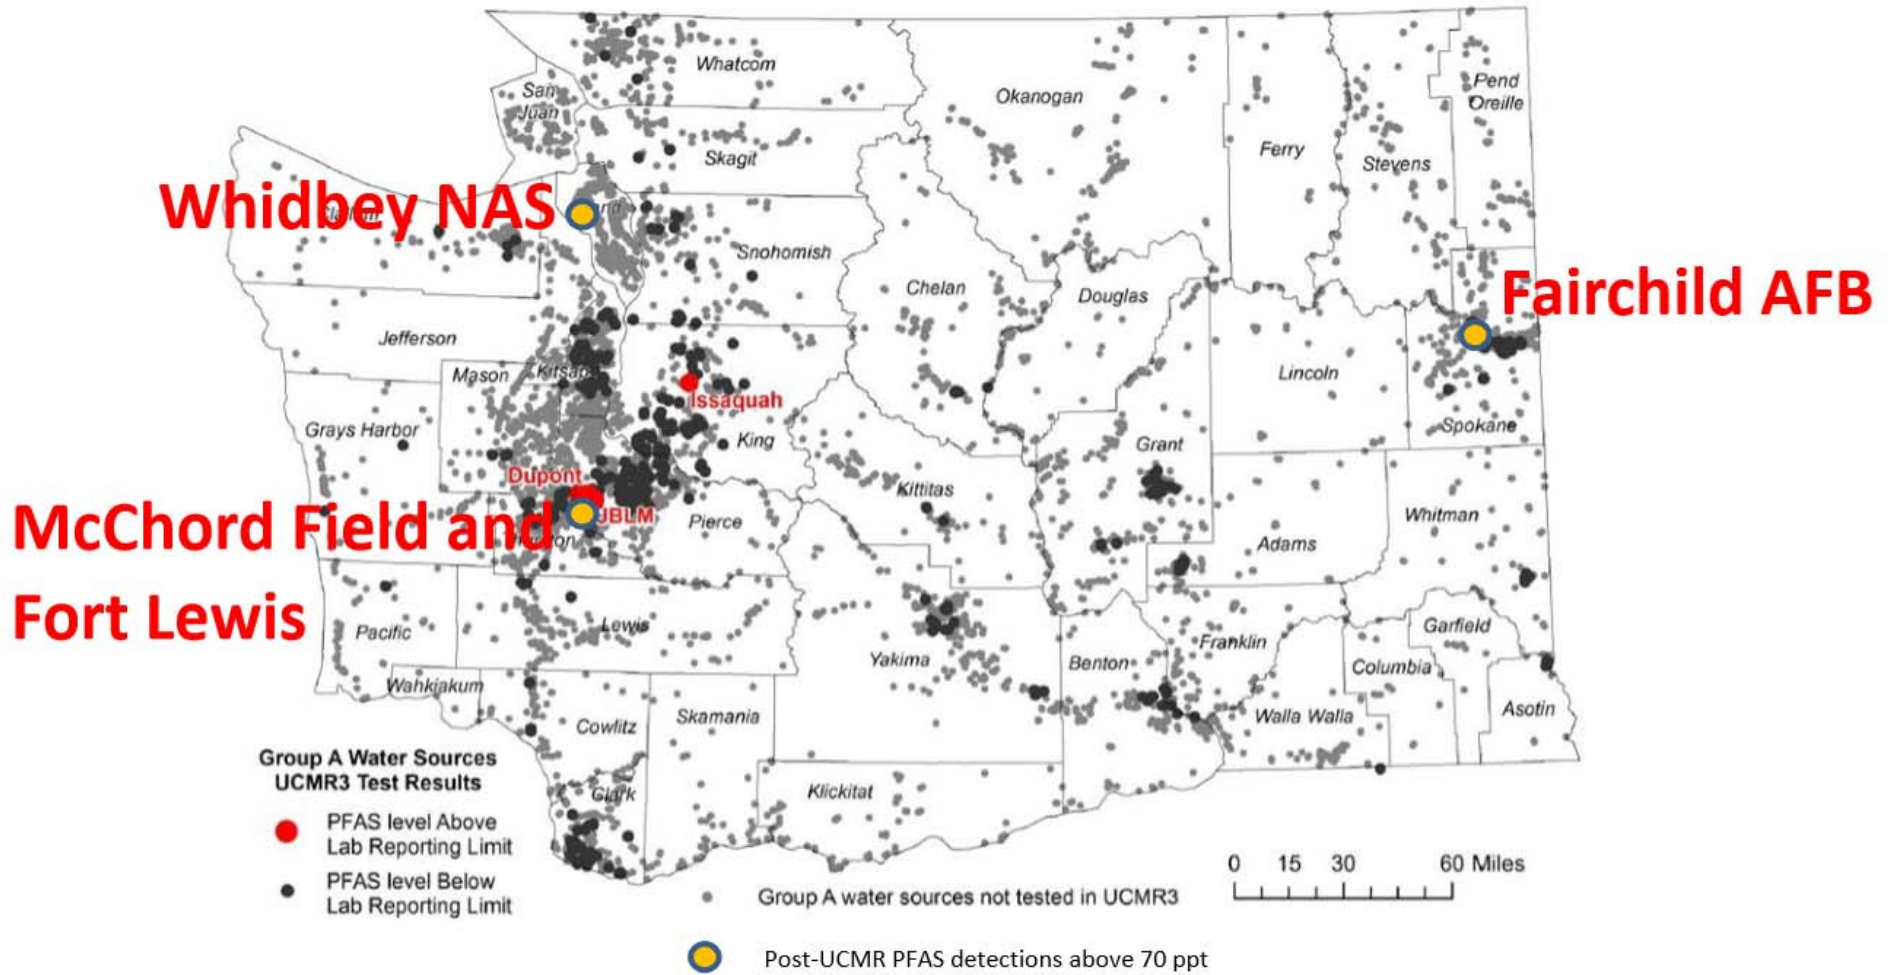 Whatcom
San
Juan
Okanogan
Pend
Oreille
Skagit
Ferry
Stevens
Whidbey NAS
Clallam
Snohomish
Chelan
Douglas
Fairchild AFB
Jefferson
Mason
Kitsap
Issaquah
Lincoln
Grays Harbor
King
Grant
Spokane
Dupont
Kittitas
JBLM
Pierce
Whitman
McChord Field and
Fort Lewis
Adams
Lewis
Pacific
Yakima
Benton
Franklin
Garfield
Columbia
Wahkiakum
Cowlitz
Skamania
Walla Walla
Asotin
Clark
Klickitat
Group A Water Sources
UCMR3 Test Results
PFAS level Above
Lab Reporting Limit
PFAS level Below
Lab Reporting Limit
Group A water sources not tested in UCMR3
0 15 30 60 Miles
Post-UCMR PFAS detections above 70 ppt